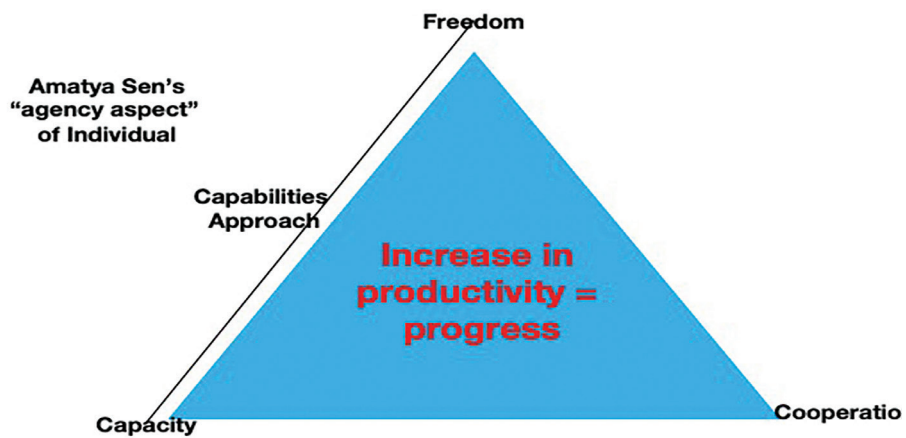 Freedom
Amatya Sen's
"agency aspect"
of Individual
Capabilities
Approach
Increase in
productivity =
progress
Capacity
Cooperatio